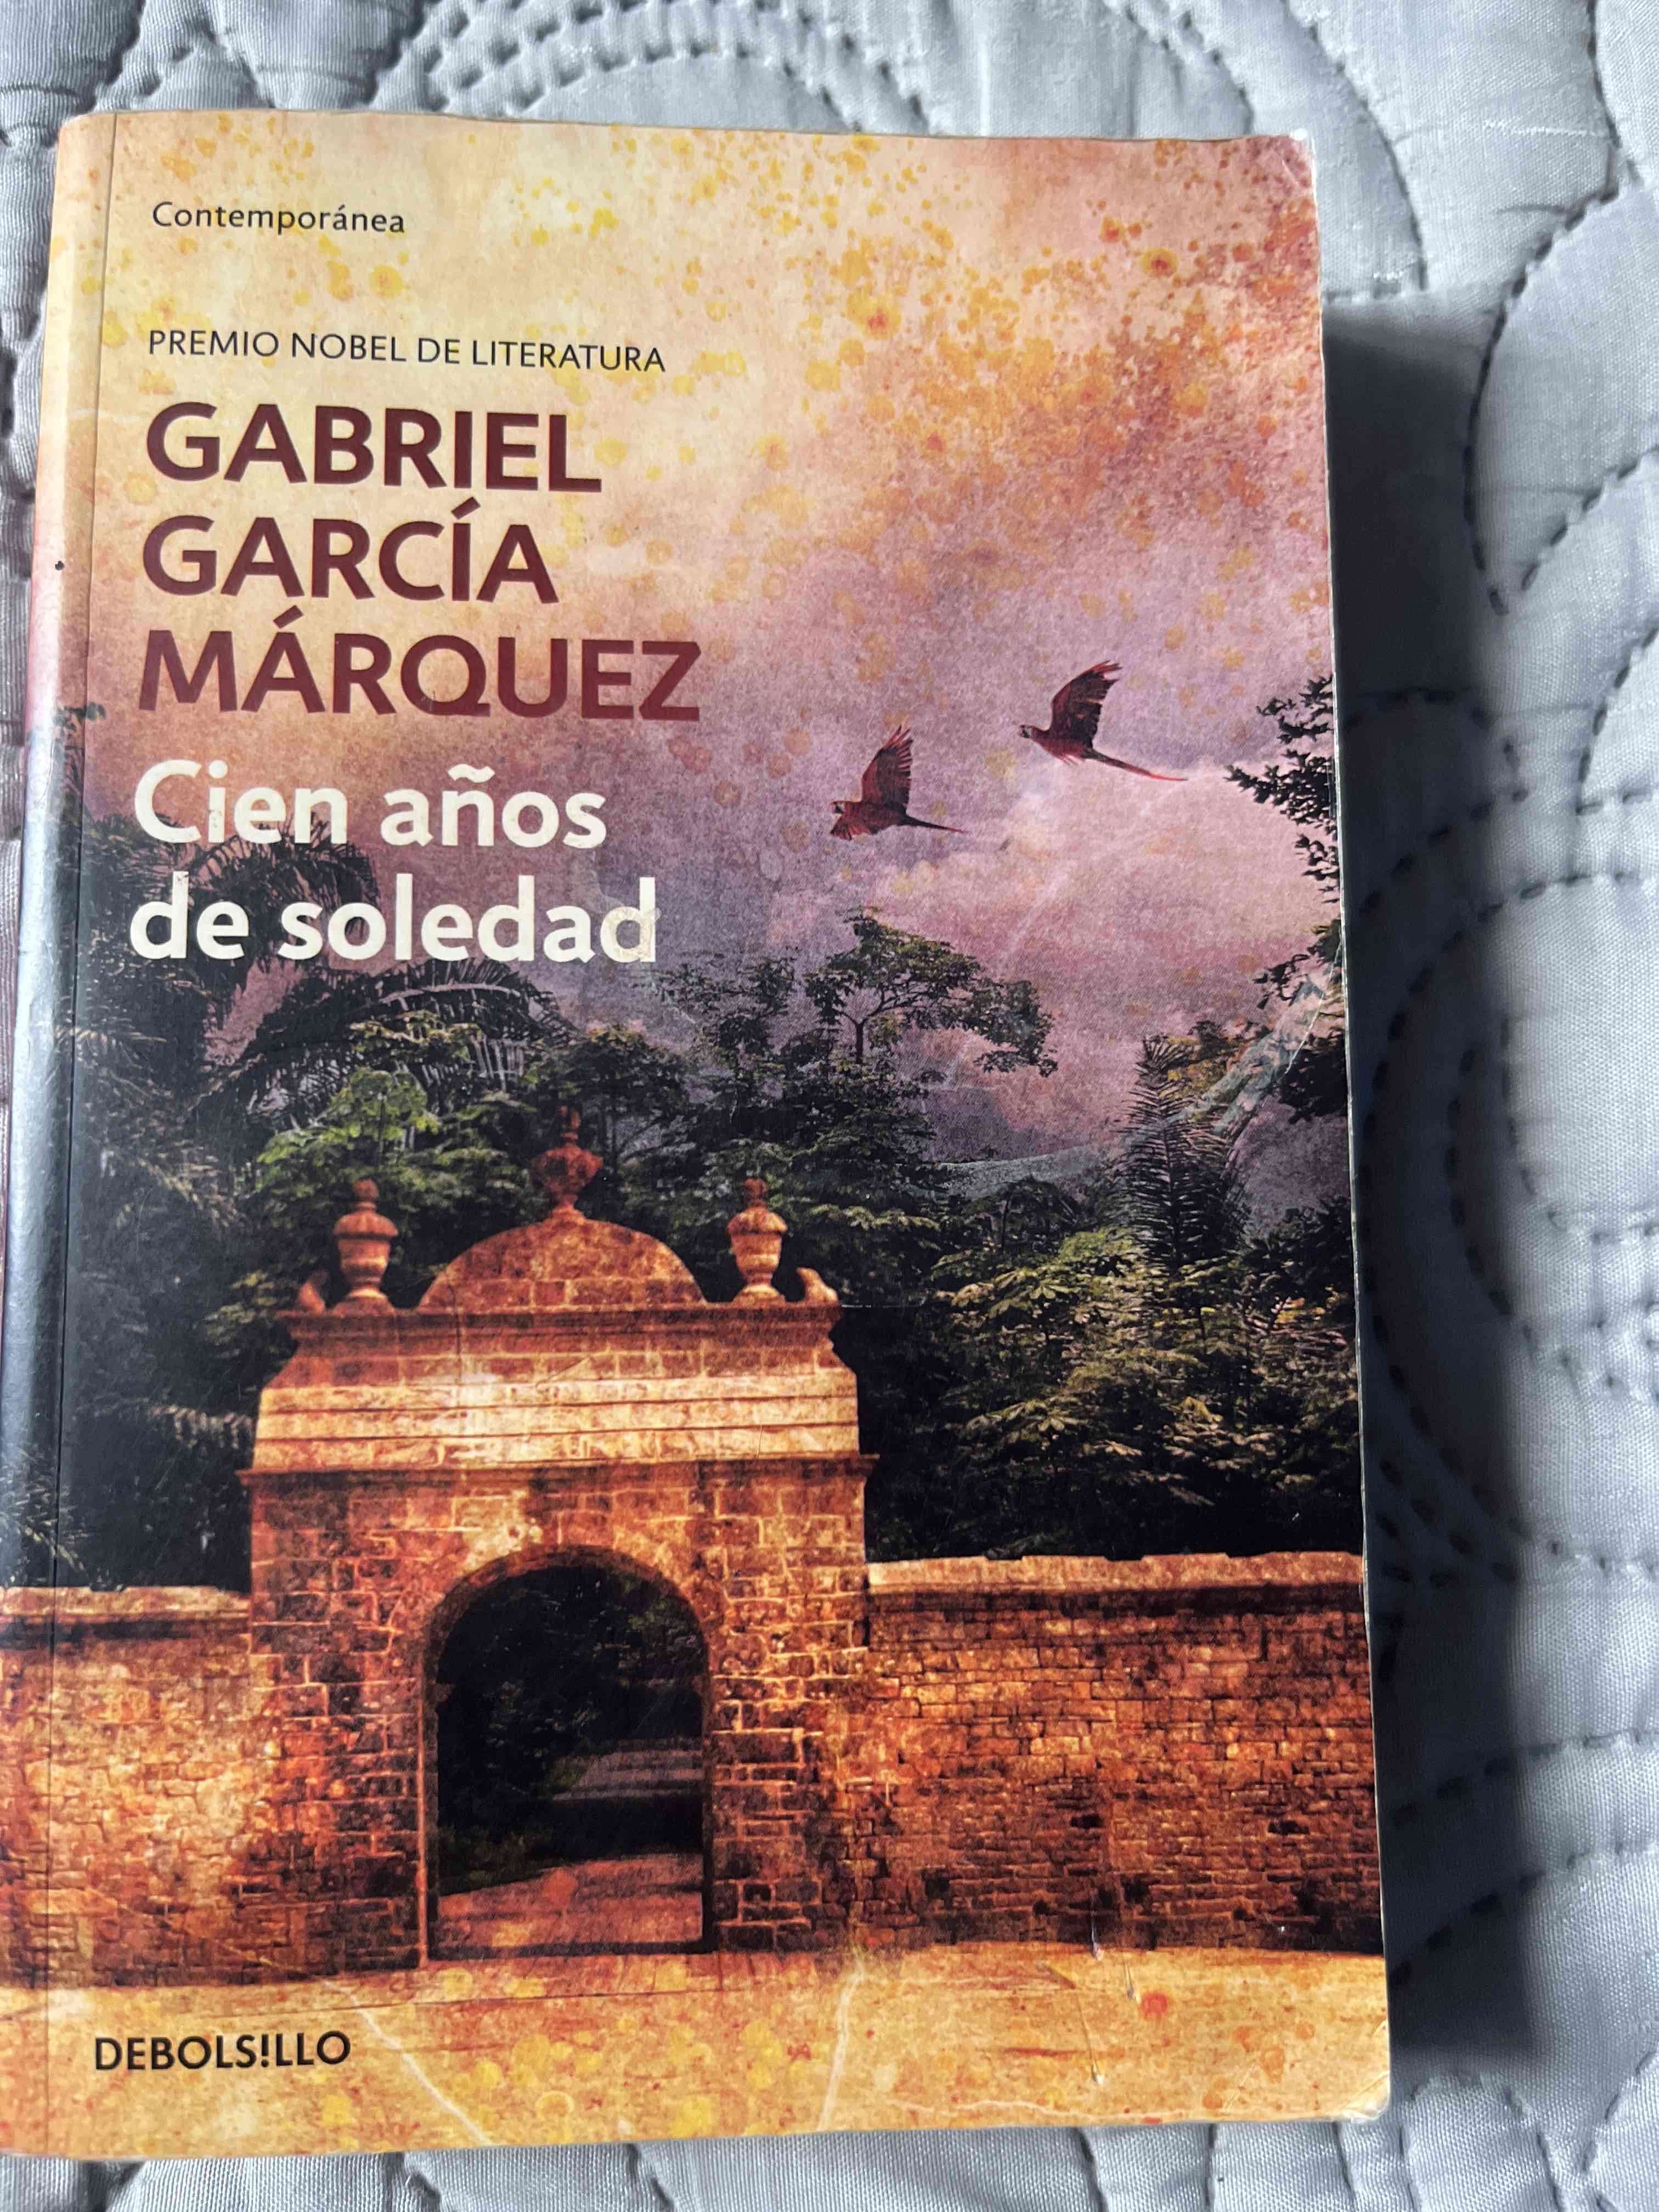 Contemporánea
PREMIO NOBEL DE LITERATURA
GABRIEL
GARCÍA
MÁRQUEZ
Cien años
de soledad
DEBOLS!LLO